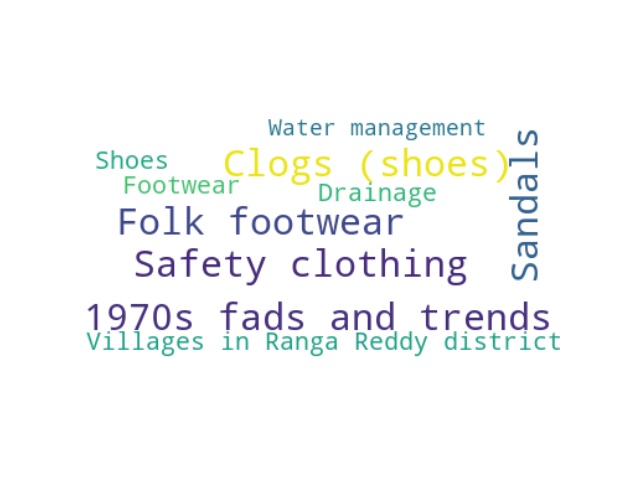 Water management
Shoes
Clogs (shoes)
Footwear
Drainage
Sandals
Folk footwear
Safety clothing
1970s fads and trends
Villages in Ranga Reddy district